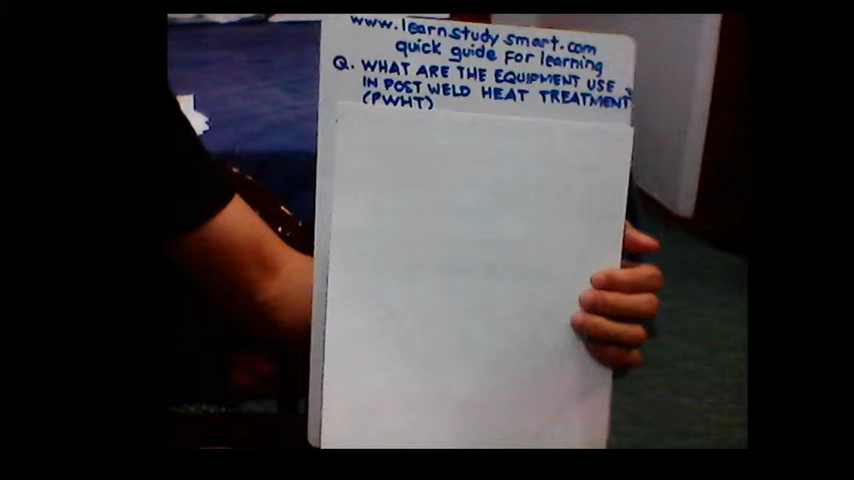 www.learnstudysmart.com
quick guide for learning
Q. WHAT ARE THE EQUIPMENT USE
IN POST WELD HEAT TREATMENT
(PWHT)